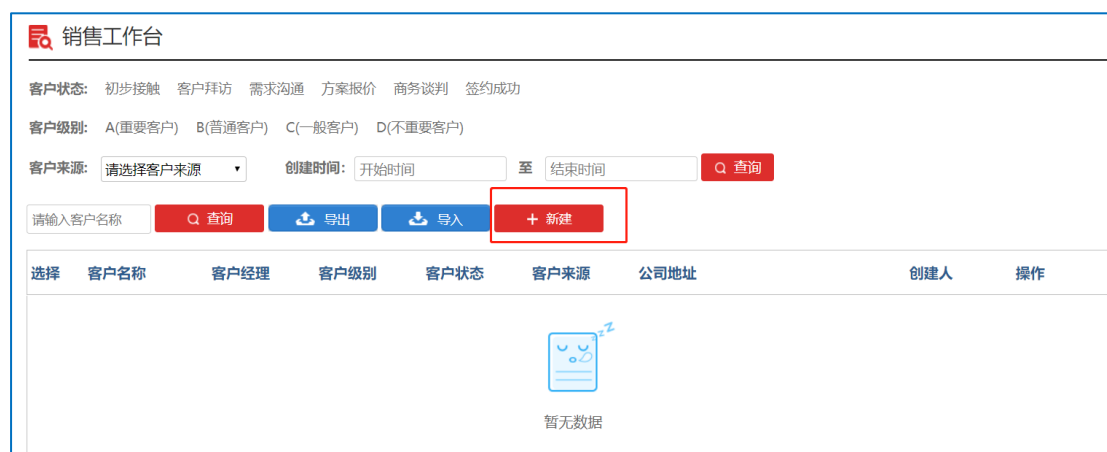 销售工作台
客户状态: 初步接触 客户拜访 需求沟通 方案报价 商务谈判 签约成功
客户级别: A(重要客户) B(普通客户) C(一般客户) D(不重要客户)
客户来源: 请选择客户来源 创建时间: 开始时间 至 结束时间 查询
请输入客户名称 查询 导出 导入 + 新建
选择 客户名称 客户经理 客户级别 客户状态 客户来源 公司地址 创建人 操作
zzZ
暂无数据